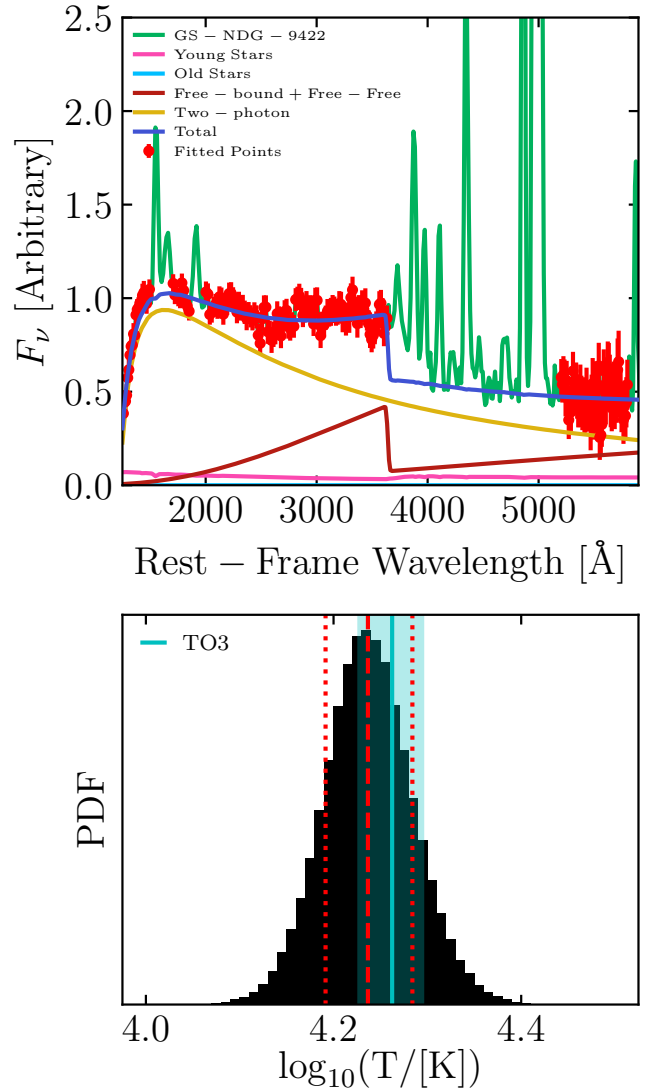 2.5
2.0
1.5
1.0
0.5
0.0
F_ν [Arbitrary]
GS − NDG − 9422
Young Stars
Old Stars
Free − bound + Free − Free
Two − photon
Total
Fitted Points
2000 3000 4000 5000
Rest − Frame Wavelength [Å]
PDF
TO3
4.0 4.2 4.4
log₁₀(T/[K])